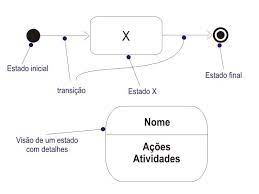 X
Estado inicial
transição
Estado X
Estado final
Visão de um estado
com detalhes
Nome
Ações
Atividades